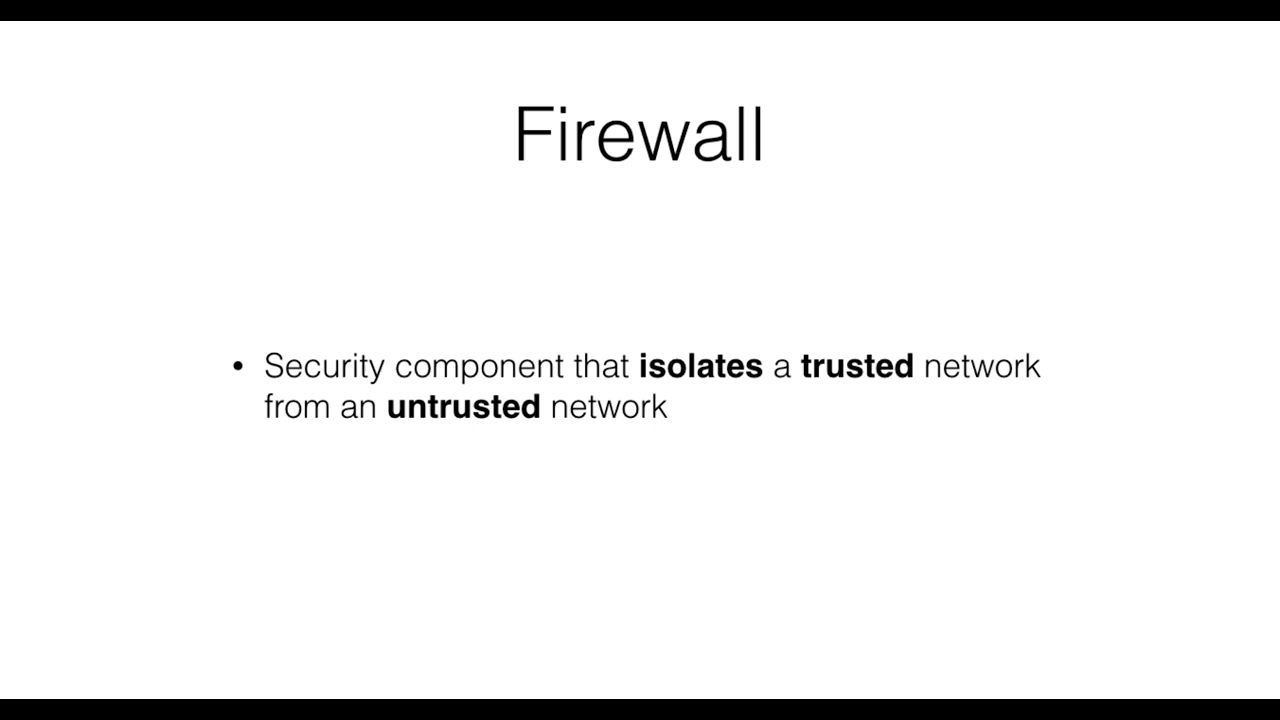 Firewall
• Security component that isolates a trusted network
from an untrusted network